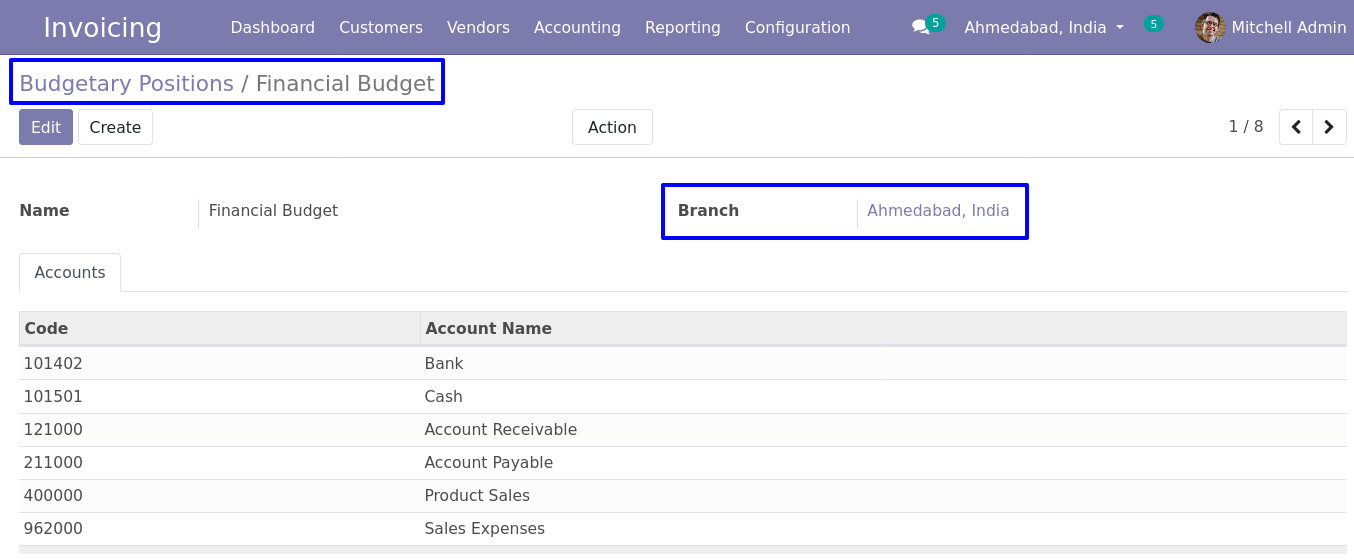 Invoicing Dashboard Customers Vendors Accounting Reporting Configuration 5 Ahmedabad, India 5 Mitchell Admin
Budgetary Positions / Financial Budget
Edit Create Action 1 / 8
Name Financial Budget Branch Ahmedabad, India
Accounts
Code Account Name
101402 Bank
101501 Cash
121000 Account Receivable
211000 Account Payable
400000 Product Sales
962000 Sales Expenses